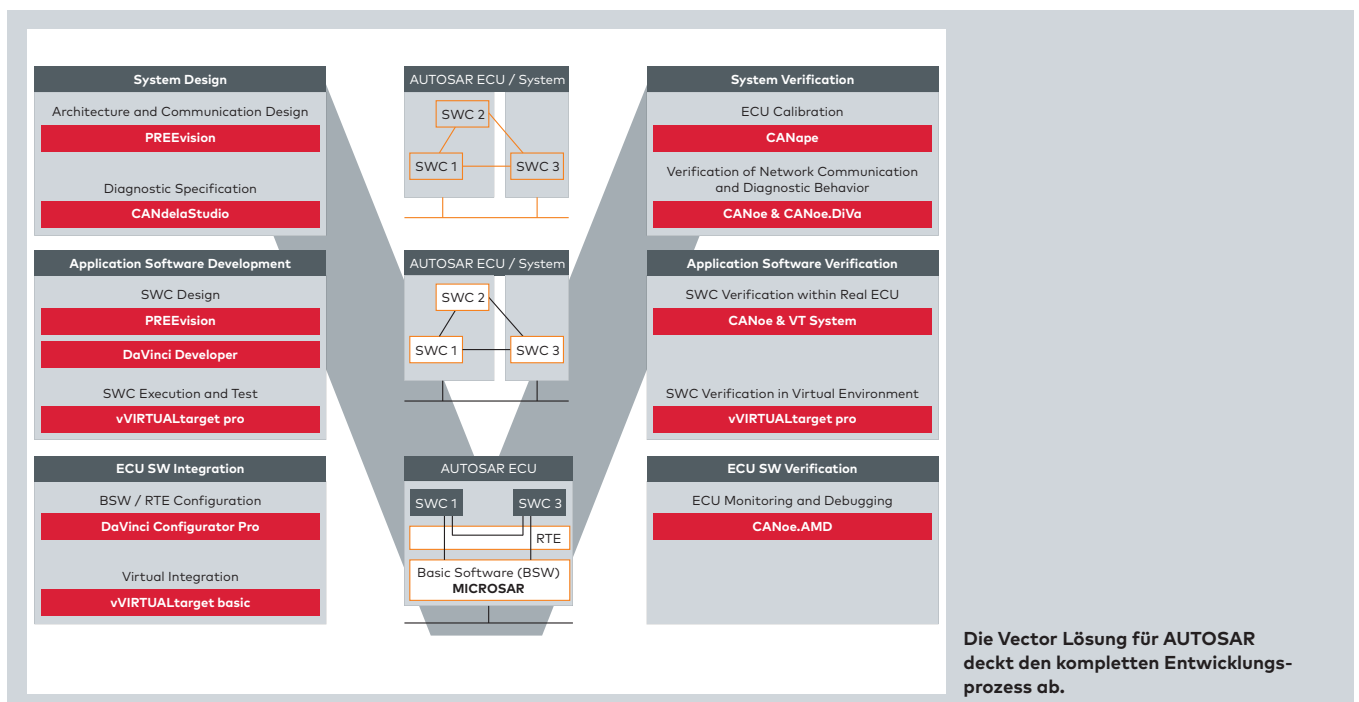 System Design
Architecture and Communication Design
PREEvision
Diagnostic Specification
CANdelaStudio
Application Software Development
SWC Design
PREEvision
DaVinci Developer
SWC Execution and Test
vVIRTUALtarget pro
ECU SW Integration
BSW / RTE Configuration
DaVinci Configurator Pro
Virtual Integration
vVIRTUALtarget basic
AUTOSAR ECU / System
SWC 2
SWC 1
SWC 3
AUTOSAR ECU / System
SWC 2
SWC 1
SWC 3
AUTOSAR ECU
SWC 1
SWC 3
RTE
Basic Software (BSW)
MICROSAR
System Verification
ECU Calibration
CANape
Verification of Network Communication
and Diagnostic Behavior
CANoe & CANoe.DiVa
Application Software Verification
SWC Verification within Real ECU
CANoe & VT System
SWC Verification in Virtual Environment
vVIRTUALtarget pro
ECU SW Verification
ECU Monitoring and Debugging
CANoe.AMD
Die Vector Lösung für AUTOSAR
deckt den kompletten Entwicklungs-
prozess ab.